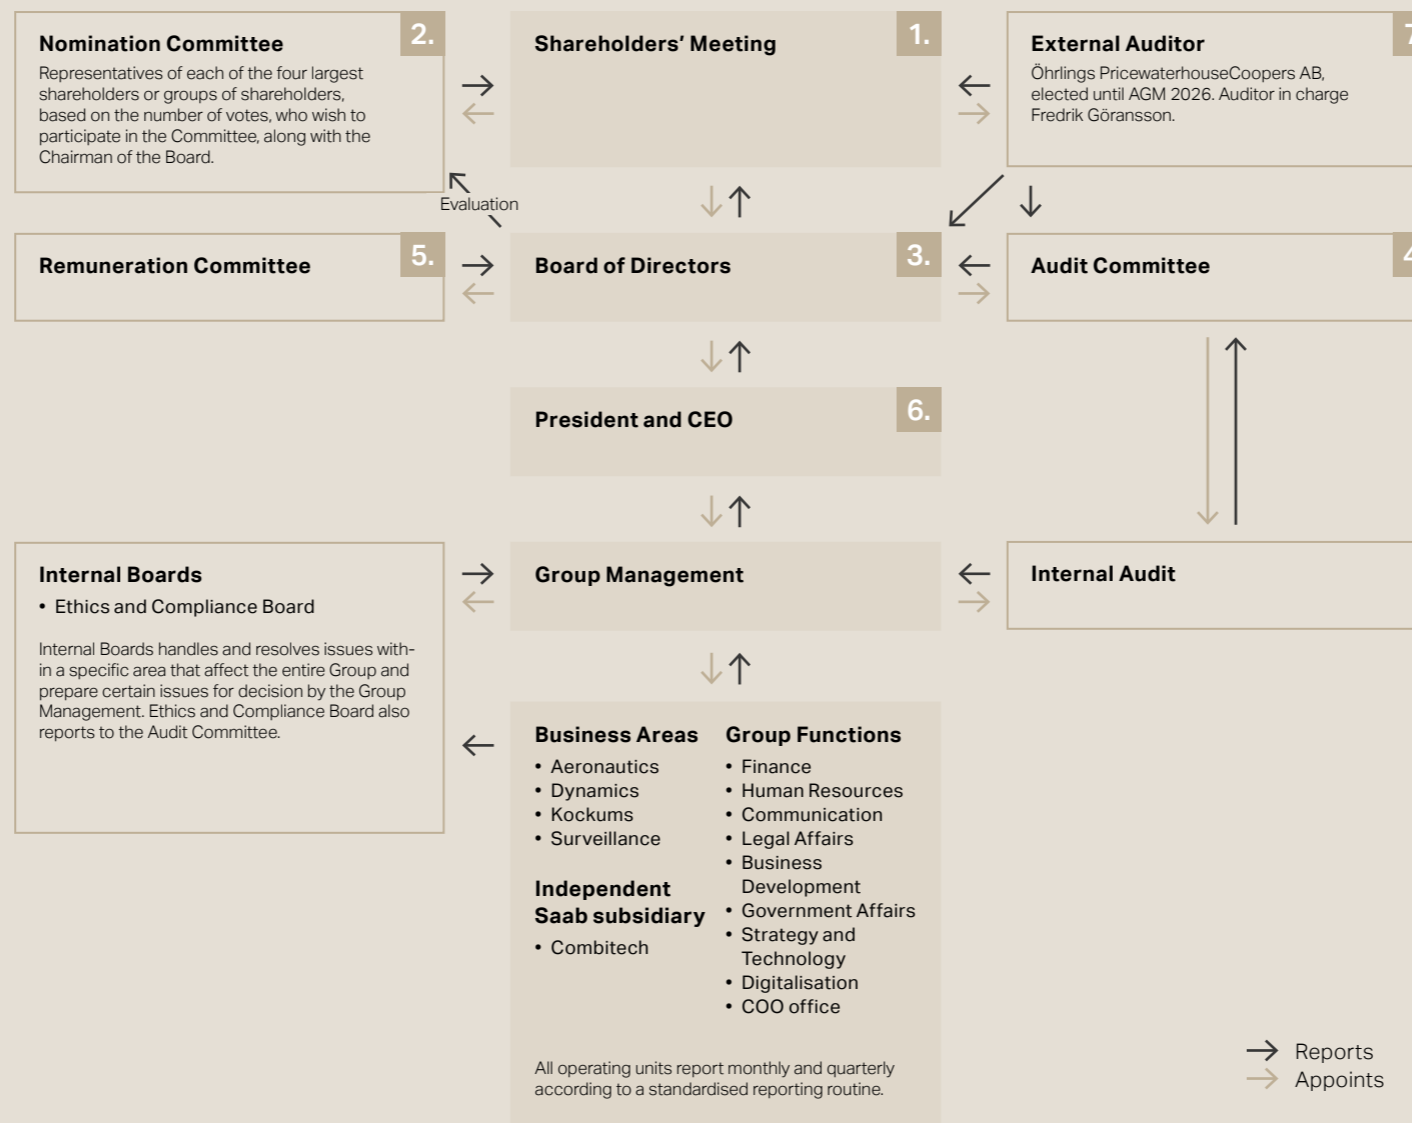 Nomination Committee
2.
Representatives of each of the four largest
shareholders or groups of shareholders,
based on the number of votes, who wish to
participate in the Committee, along with the
Chairman of the Board.
Shareholders’ Meeting
1.
External Auditor
7
Öhrlings PricewaterhouseCoopers AB,
elected until AGM 2026. Auditor in charge
Fredrik Göransson.
Evaluation
Remuneration Committee
5.
Board of Directors
3.
Audit Committee
4
President and CEO
6.
Internal Boards
• Ethics and Compliance Board
Internal Boards handles and resolves issues with-
in a specific area that affect the entire Group and
prepare certain issues for decision by the Group
Management. Ethics and Compliance Board also
reports to the Audit Committee.
Group Management
Internal Audit
Business Areas
• Aeronautics
• Dynamics
• Kockums
• Surveillance
Independent
Saab subsidiary
• Combitech
Group Functions
• Finance
• Human Resources
• Communication
• Legal Affairs
• Business
Development
• Government Affairs
• Strategy and
Technology
• Digitalisation
• COO office
All operating units report monthly and quarterly
according to a standardised reporting routine.
Reports
Appoints